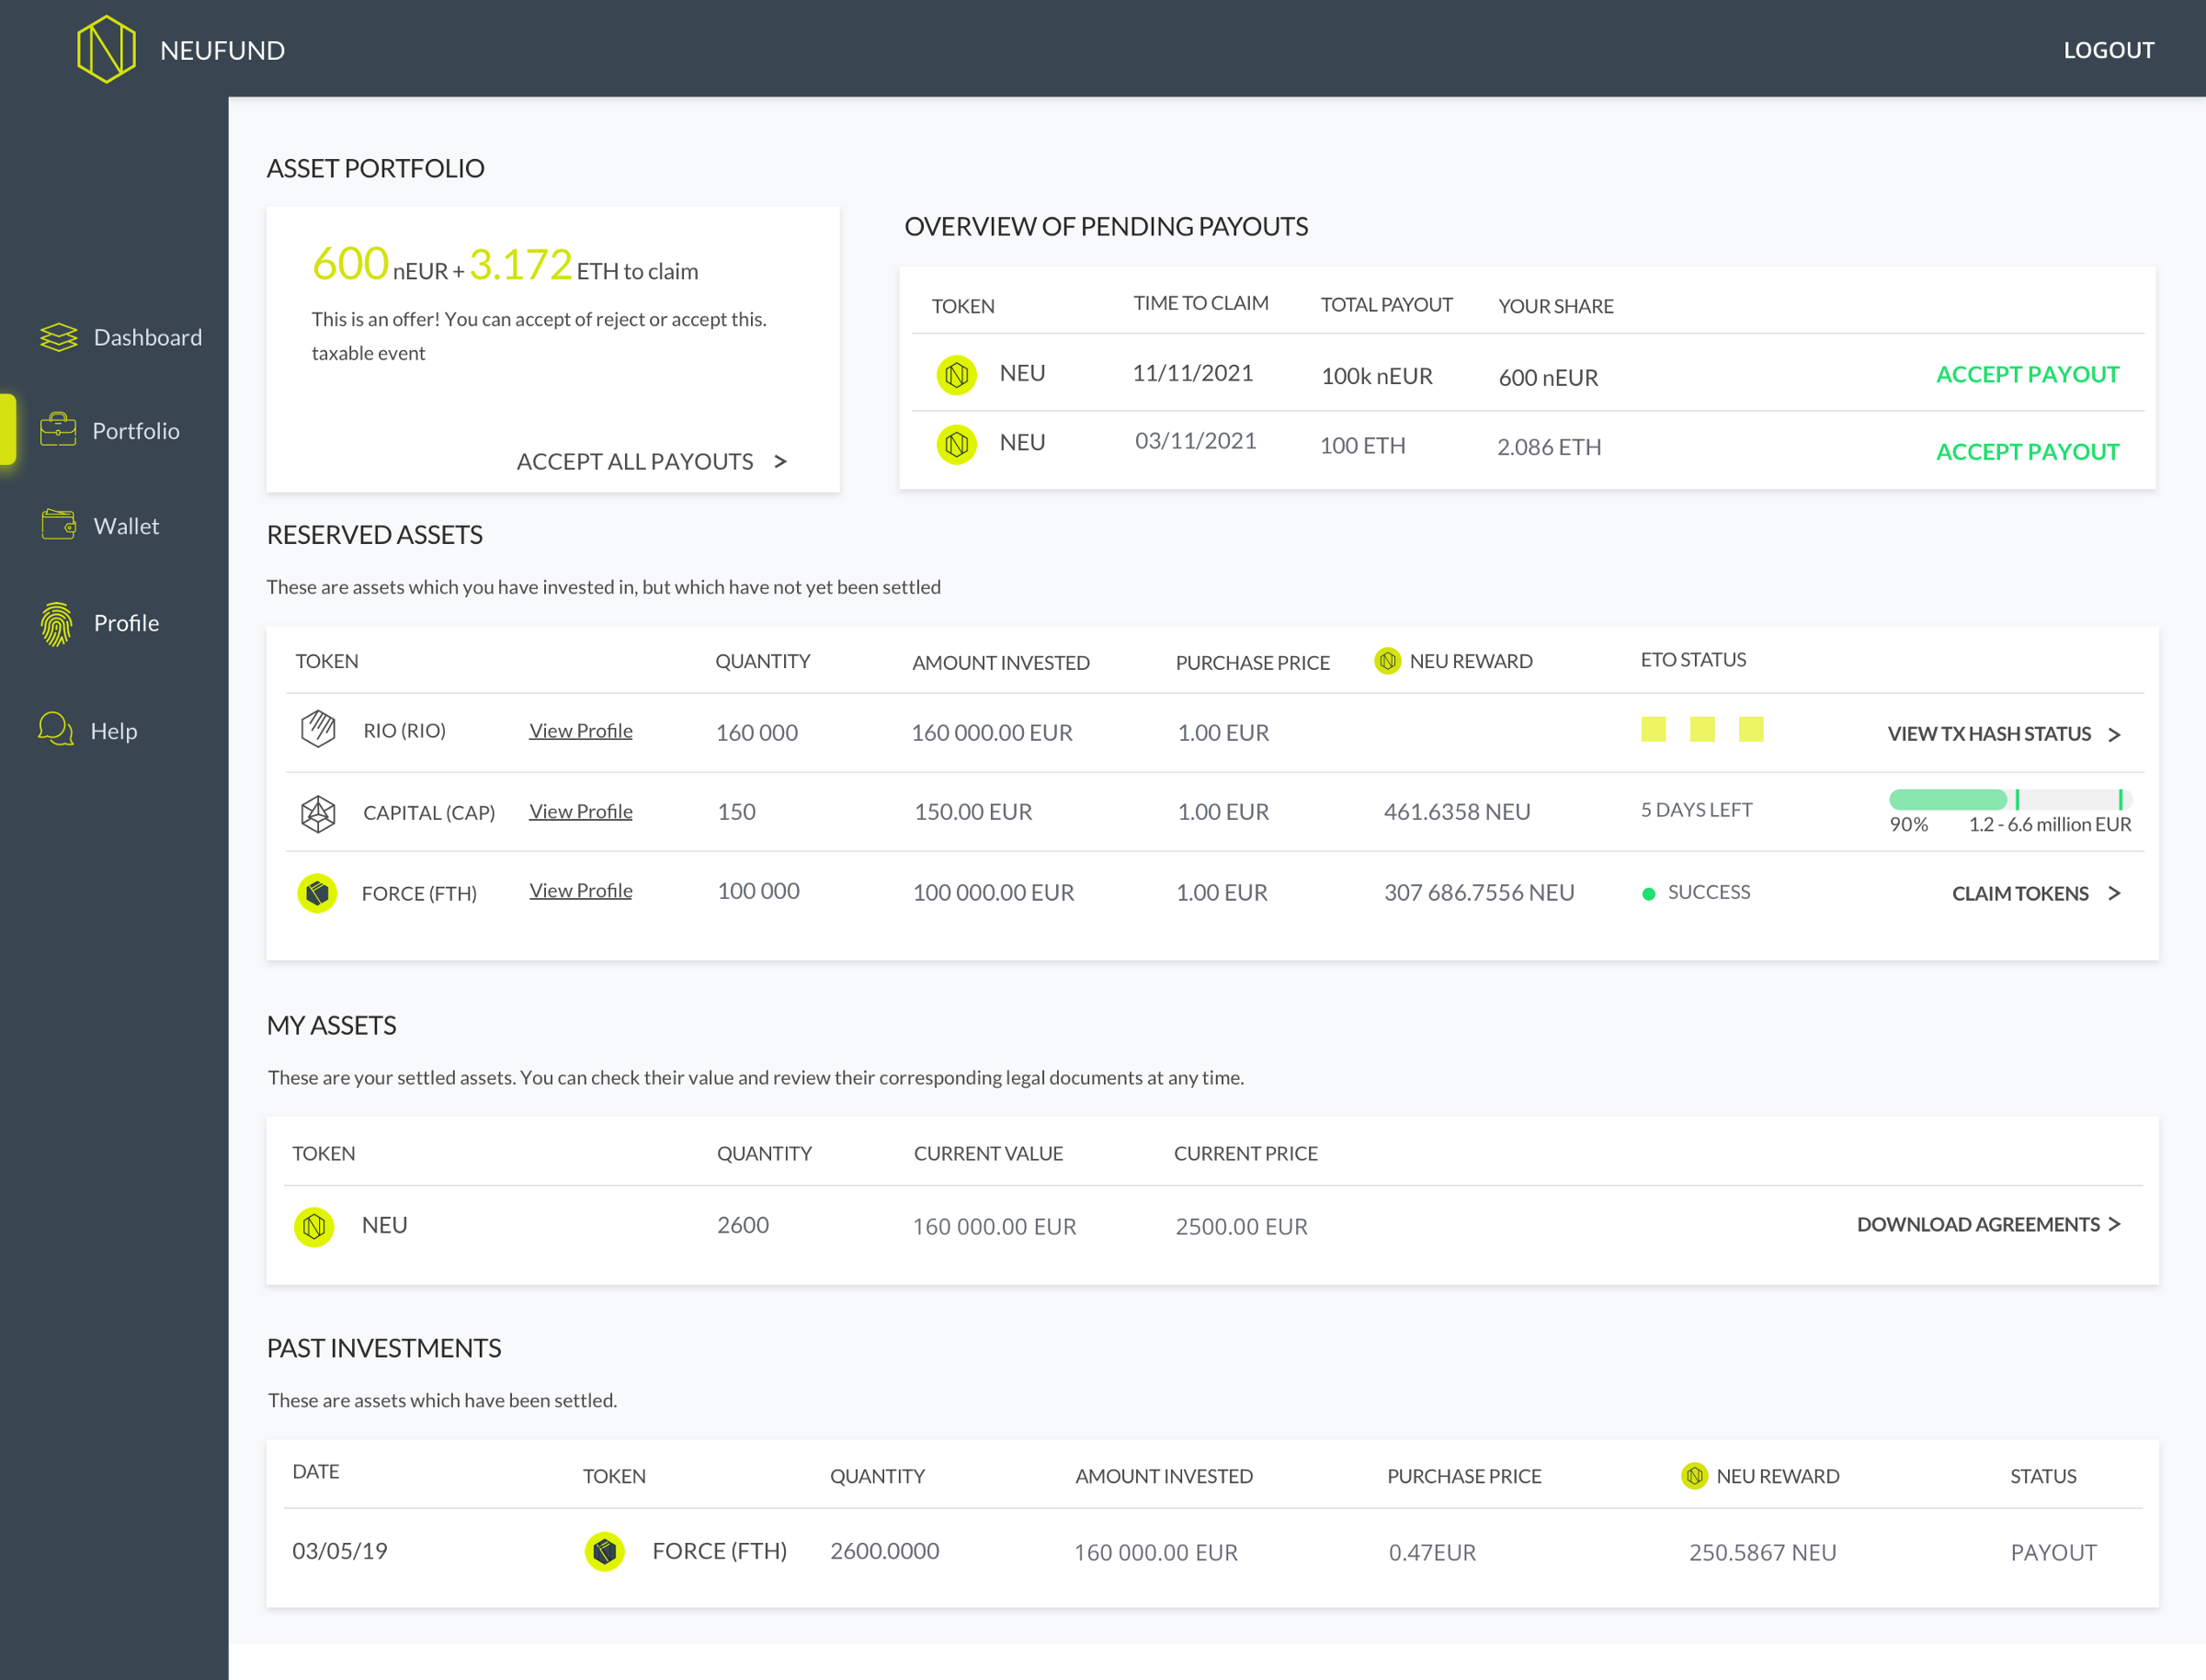 NEUFUND
LOGOUT
Dashboard
Portfolio
Wallet
Profile
Help
ASSET PORTFOLIO
600 nEUR + 3.172 ETH to claim
This is an offer! You can accept of reject or accept this.
taxable event
ACCEPT ALL PAYOUTS >
OVERVIEW OF PENDING PAYOUTS
TOKEN TIME TO CLAIM TOTAL PAYOUT YOUR SHARE
NEU 11/11/2021 100k nEUR 600 nEUR ACCEPT PAYOUT
NEU 03/11/2021 100 ETH 2.086 ETH ACCEPT PAYOUT
RESERVED ASSETS
These are assets which you have invested in, but which have not yet been settled
TOKEN QUANTITY AMOUNT INVESTED PURCHASE PRICE NEU REWARD ETO STATUS
RIO (RIO) View Profile 160 000 160 000.00 EUR 1.00 EUR VIEW TX HASH STATUS >
CAPITAL (CAP) View Profile 150 150.00 EUR 1.00 EUR 461.6358 NEU 5 DAYS LEFT
90% 1.2 - 6.6 million EUR
FORCE (FTH) View Profile 100 000 100 000.00 EUR 1.00 EUR 307 686.7556 NEU SUCCESS CLAIM TOKENS >
MY ASSETS
These are your settled assets. You can check their value and review their corresponding legal documents at any time.
TOKEN QUANTITY CURRENT VALUE CURRENT PRICE
NEU 2600 160 000.00 EUR 2500.00 EUR DOWNLOAD AGREEMENTS >
PAST INVESTMENTS
These are assets which have been settled.
DATE TOKEN QUANTITY AMOUNT INVESTED PURCHASE PRICE NEU REWARD STATUS
03/05/19 FORCE (FTH) 2600.0000 160 000.00 EUR 0.47EUR 250.5867 NEU PAYOUT